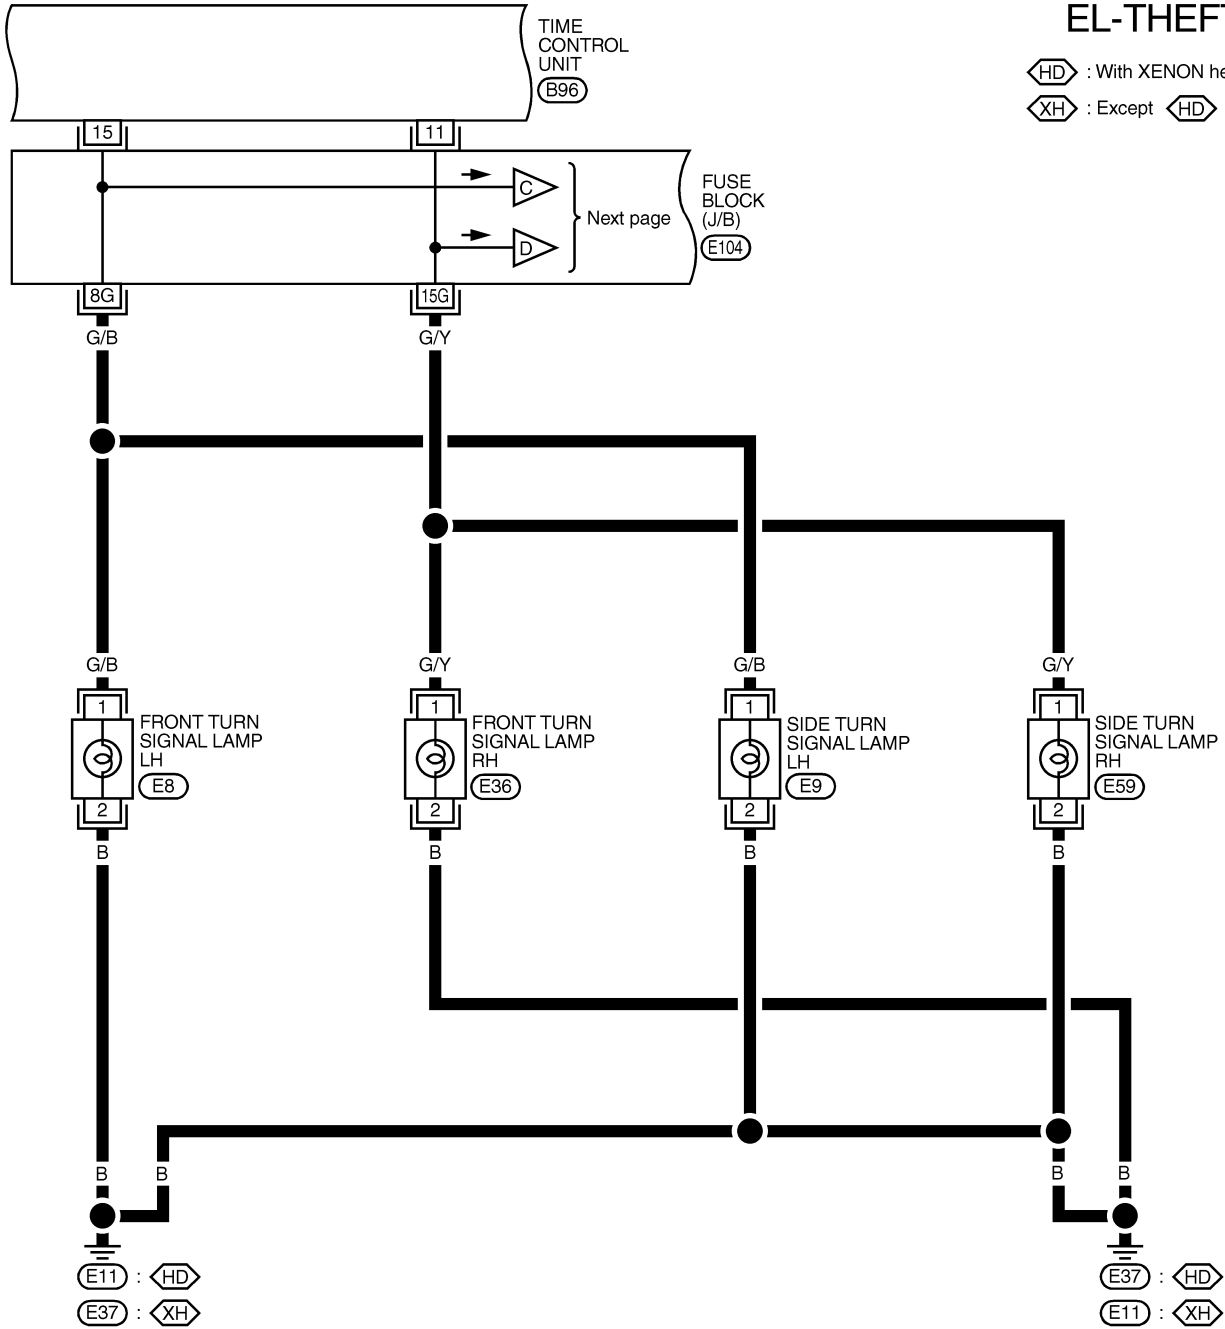 EL-THEFT
HD : With XENON he
XH : Except HD
TIME
CONTROL
UNIT
B96
15
11
C
D
Next page
FUSE
BLOCK
(J/B)
E104
8G
15G
G/B
G/Y
G/B
G/Y
G/B
G/Y
1
1
1
1
FRONT TURN
SIGNAL LAMP
LH
E8
FRONT TURN
SIGNAL LAMP
RH
E36
SIDE TURN
SIGNAL LAMP
LH
E9
SIDE TURN
SIGNAL LAMP
RH
E59
2
2
2
2
B
B
B
B
B
B
B
B
E11 : HD
E37 : XH
E37 : HD
E11 : XH